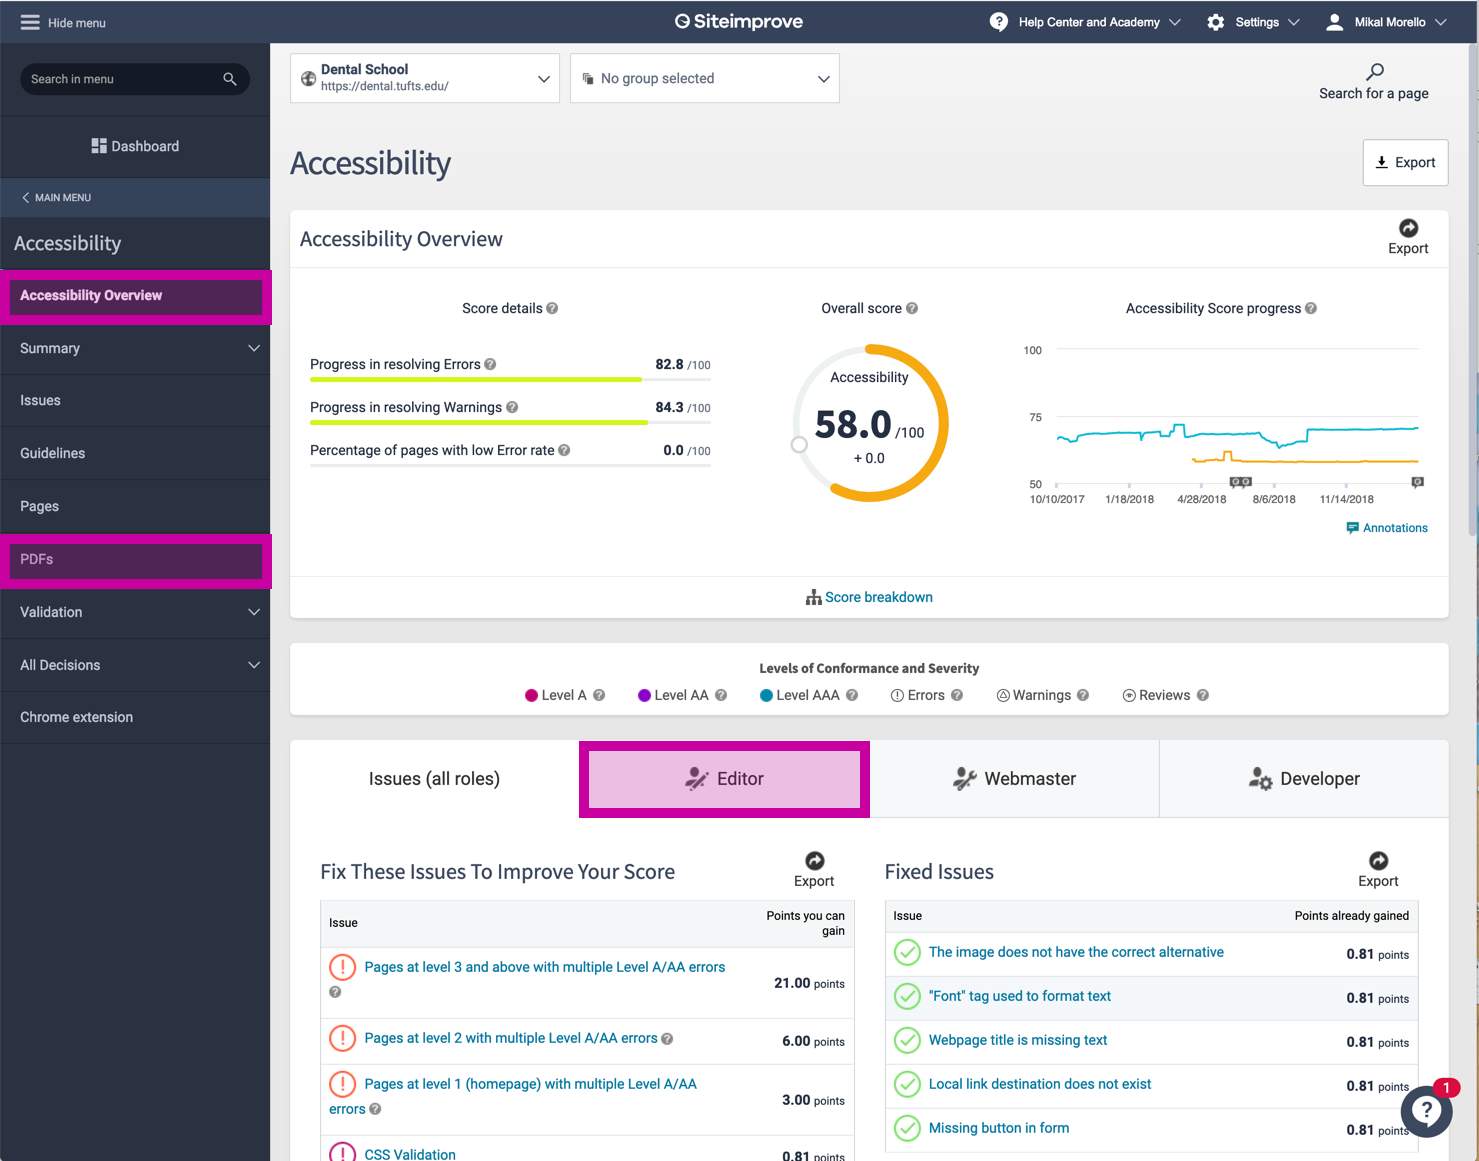 Hide menu
Siteimprove
Help Center and Academy
Settings
Mikal Morello
Search in menu
Dental School
https://dental.tufts.edu/
No group selected
Search for a page
Dashboard
MAIN MENU
Accessibility
Export
Accessibility
Accessibility Overview
Summary
Issues
Guidelines
Pages
PDFs
Validation
All Decisions
Chrome extension
Accessibility Overview
Export
Score details ?
Progress in resolving Errors ? 82.8 /100
Progress in resolving Warnings ? 84.3 /100
Percentage of pages with low Error rate ? 0.0 /100
Overall score ?
Accessibility
58.0 /100
+ 0.0
Accessibility Score progress ?
100
75
50
10/10/2017 1/18/2018 4/28/2018 8/6/2018 11/14/2018
Annotations
Score breakdown
Levels of Conformance and Severity
Level A ? Level AA ? Level AAA ? Errors ? Warnings ? Reviews ?
Issues (all roles)
Editor
Webmaster
Developer
Fix These Issues To Improve Your Score
Export
Issue
Points you can
gain
Pages at level 3 and above with multiple Level A/AA errors
?
21.00 points
Pages at level 2 with multiple Level A/AA errors ?
6.00 points
Pages at level 1 (homepage) with multiple Level A/AA
errors ?
3.00 points
CSS Validation
0.81 points
Fixed Issues
Export
Issue
Points already gained
The image does not have the correct alternative
0.81 points
"Font" tag used to format text
0.81 points
Webpage title is missing text
0.81 points
Local link destination does not exist
0.81 points
Missing button in form
0.81 points
1
?